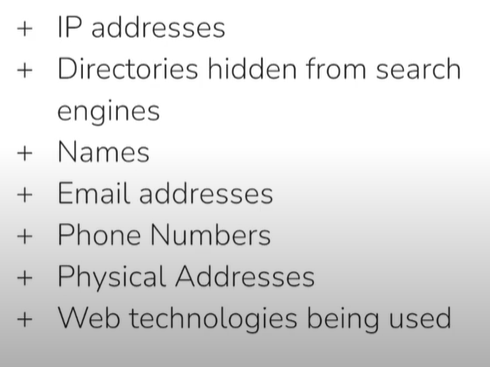 + IP addresses
+ Directories hidden from search
engines
+ Names
+ Email addresses
+ Phone Numbers
+ Physical Addresses
+ Web technologies being used